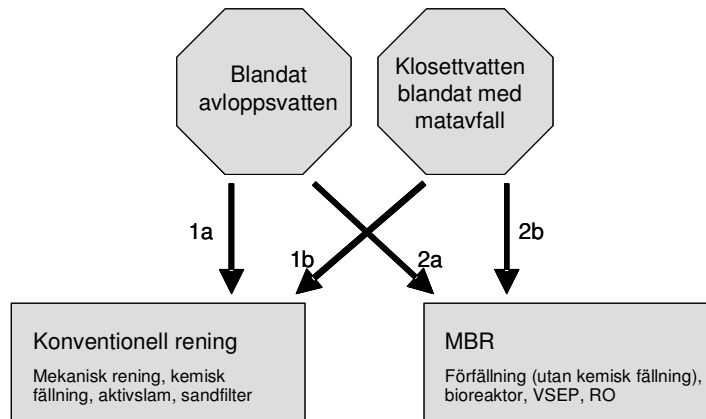 Blandat
avloppsvatten
Klosettvatten
blandat med
matavfall
1a
1b
2a
2b
Konventionell rening
Mekanisk rening, kemisk
fällning, aktivslam, sandfilter
MBR
Förfällning (utan kemisk fällning),
bioreaktor, VSEP, RO